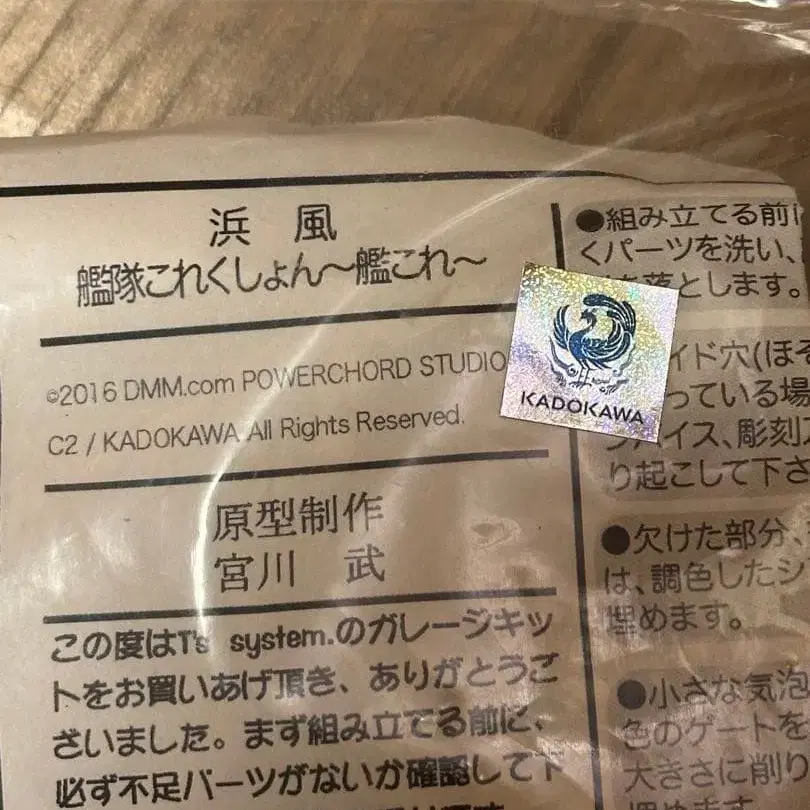 浜 風
艦隊これくしょん～艦これ～
©2016 DMM.com POWERCHORD STUDIO
C2 / KADOKAWA All Rights Reserved.
原型制作
宮川 武
この度はT's system.のガレージキッ
トをお買いあげ頂き、ありがとうご
ざいました。まず組み立てる前に、
必ず不足パーツがないか確認して下
KADOKAWA
●組み立てる前に
くパーツを洗い、
落とします。
イド穴(ほぞ
っている場
バイス、彫刻
り起こして下さ
●欠けた部分、
は、調色したシ
埋めます。
●小さな気泡
色のゲートを
大きさに削り